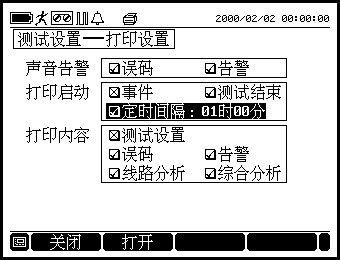 2000/02/02 00:00:00
测试设置——打印设置
声音告警 误码 告警
打印启动 事件 测试结束
定时间隔：01时00分
打印内容 测试设置
误码 告警
线路分析 综合分析
关闭 打开